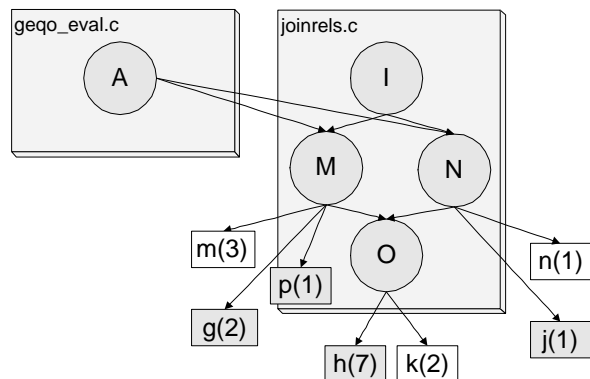 geqo_eval.c
joinrels.c
A
I
M
N
m(3)
O
n(1)
p(1)
g(2)
j(1)
h(7)
k(2)